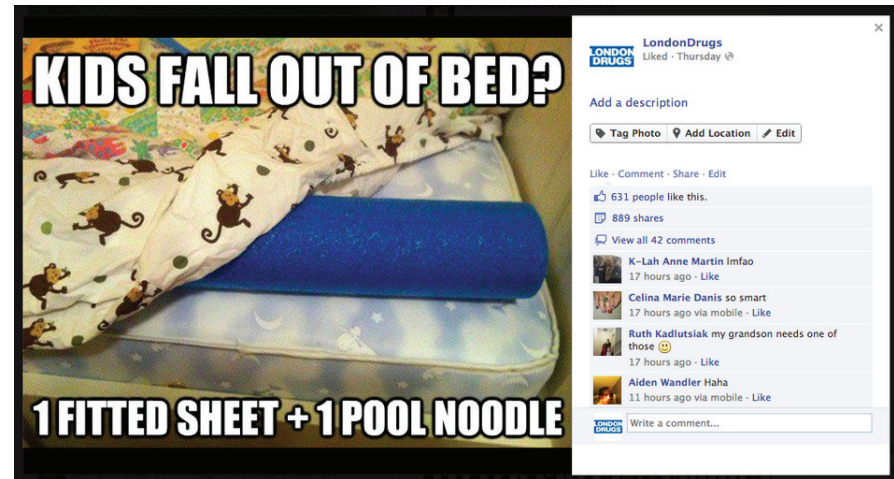 KIDS FALL OUT OF BED?
1 FITTED SHEET + 1 POOL NOODLE
LONDON
DRUGS
LondonDrugs
Liked · Thursday
Add a description
Tag Photo Add Location Edit
Like · Comment · Share · Edit
631 people like this.
889 shares
View all 42 comments
K-Lah Anne Martin lmfao
17 hours ago · Like
Celina Marie Danis so smart
17 hours ago via mobile · Like
Ruth Kadlutsiak my grandson needs one of
those
17 hours ago · Like
Aiden Wandler Haha
11 hours ago via mobile · Like
LONDON
DRUGS
Write a comment...